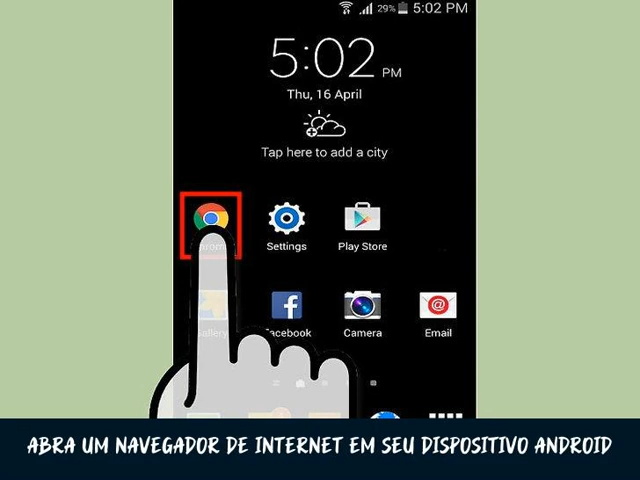 29% 5:02 PM
5:02 PM
Thu, 16 April
Tap here to add a city
Settings
Play Store
Facebook
Camera
Email
ABRA UM NAVEGADOR DE INTERNET EM SEU DISPOSITIVO ANDROID